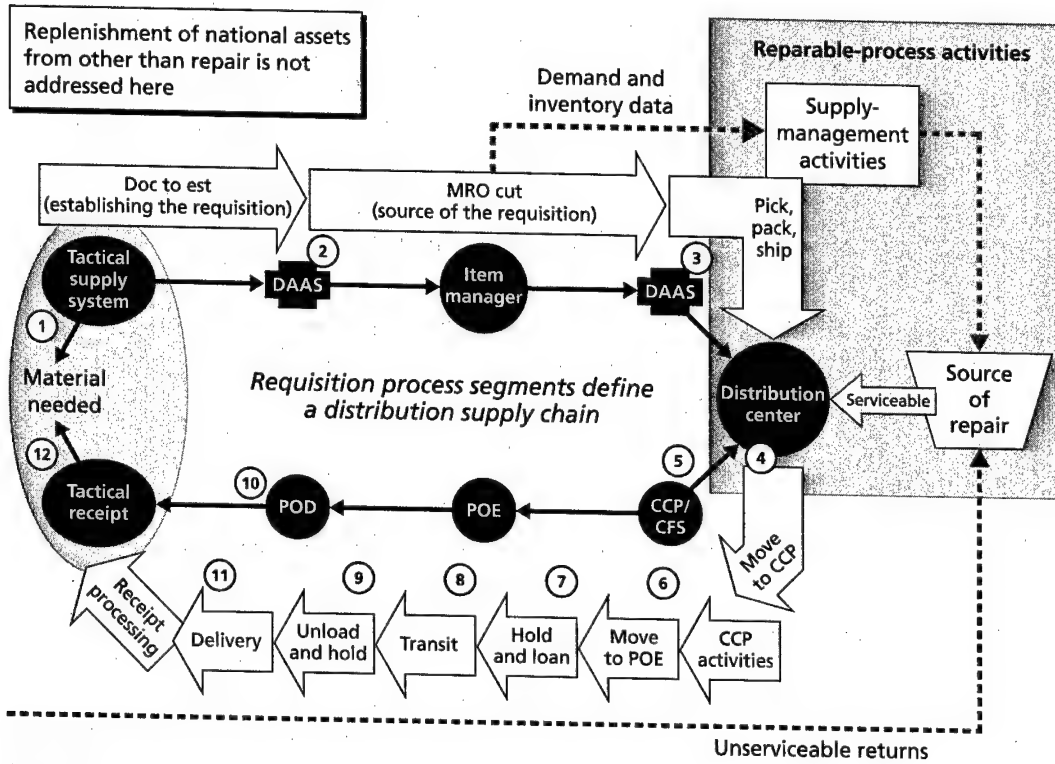 Replenishment of national assets
from other than repair is not
addressed here
Reparable-process activities
Demand and
inventory data
Supply-
management
activities
Doc to est
(establishing the requisition)
MRO cut
(source of the requisition)
Pick,
pack,
ship
Tactical
supply
system
2
DAAS
Item
manager
3
DAAS
1
Material
needed
Requisition process segments define
a distribution supply chain
Distribution
center
Serviceable
Source
of
repair
12
Tactical
receipt
10
POD
POE
5
CCP/
CFS
4
Move
to CCP
11
9
8
7
6
Receipt
processing
Delivery
Unload
and hold
Transit
Hold
and loan
Move
to POE
CCP
activities
Unserviceable returns